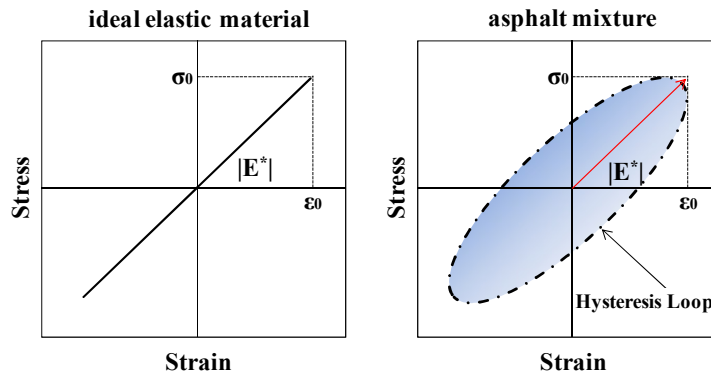 ideal elastic material
σ0
|E*|
ε0
Stress
Strain
asphalt mixture
σ0
|E*|
ε0
Stress
Hysteresis Loop
Strain